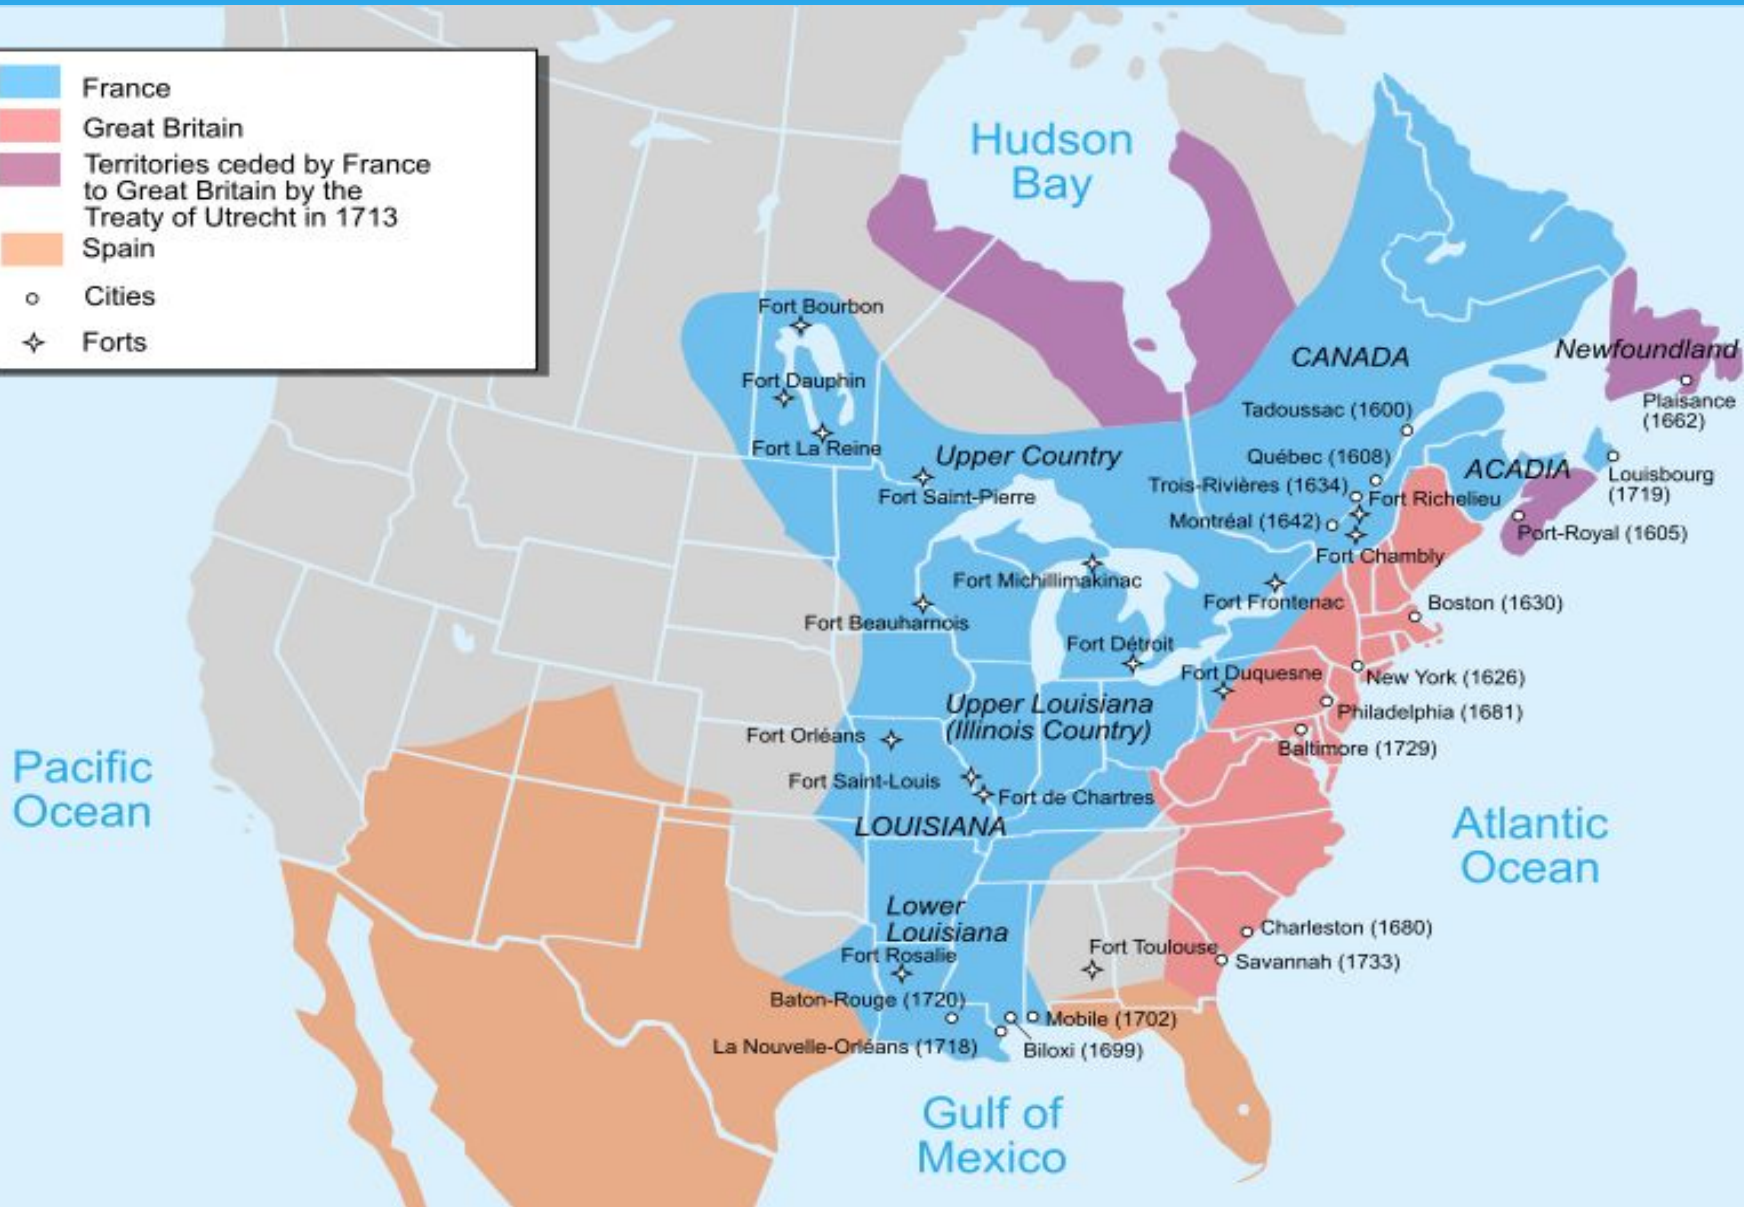 France
Great Britain
Territories ceded by France
to Great Britain by the
Treaty of Utrecht in 1713
Spain
Cities
Forts
Hudson
Bay
Fort Bourbon
Fort Dauphin
Fort La Reine
Upper Country
Fort Saint-Pierre
CANADA
Newfoundland
Plaisance
(1662)
Tadoussac (1600)
Québec (1608)
ACADIA
Louisbourg
(1719)
Trois-Rivières (1634)
Fort Richelieu
Montréal (1642)
Port-Royal (1605)
Fort Chambly
Fort Michillimakinac
Fort Frontenac
Boston (1630)
Fort Beauharnois
Fort Détroit
Fort Duquesne
New York (1626)
Upper Louisiana
(Illinois Country)
Philadelphia (1681)
Fort Orléans
Baltimore (1729)
Pacific
Ocean
Fort Saint-Louis
Fort de Chartres
LOUISIANA
Atlantic
Ocean
Lower
Louisiana
Fort Rosalie
Fort Toulouse
Charleston (1680)
Savannah (1733)
Baton-Rouge (1720)
Mobile (1702)
La Nouvelle-Orléans (1718)
Biloxi (1699)
Gulf of
Mexico